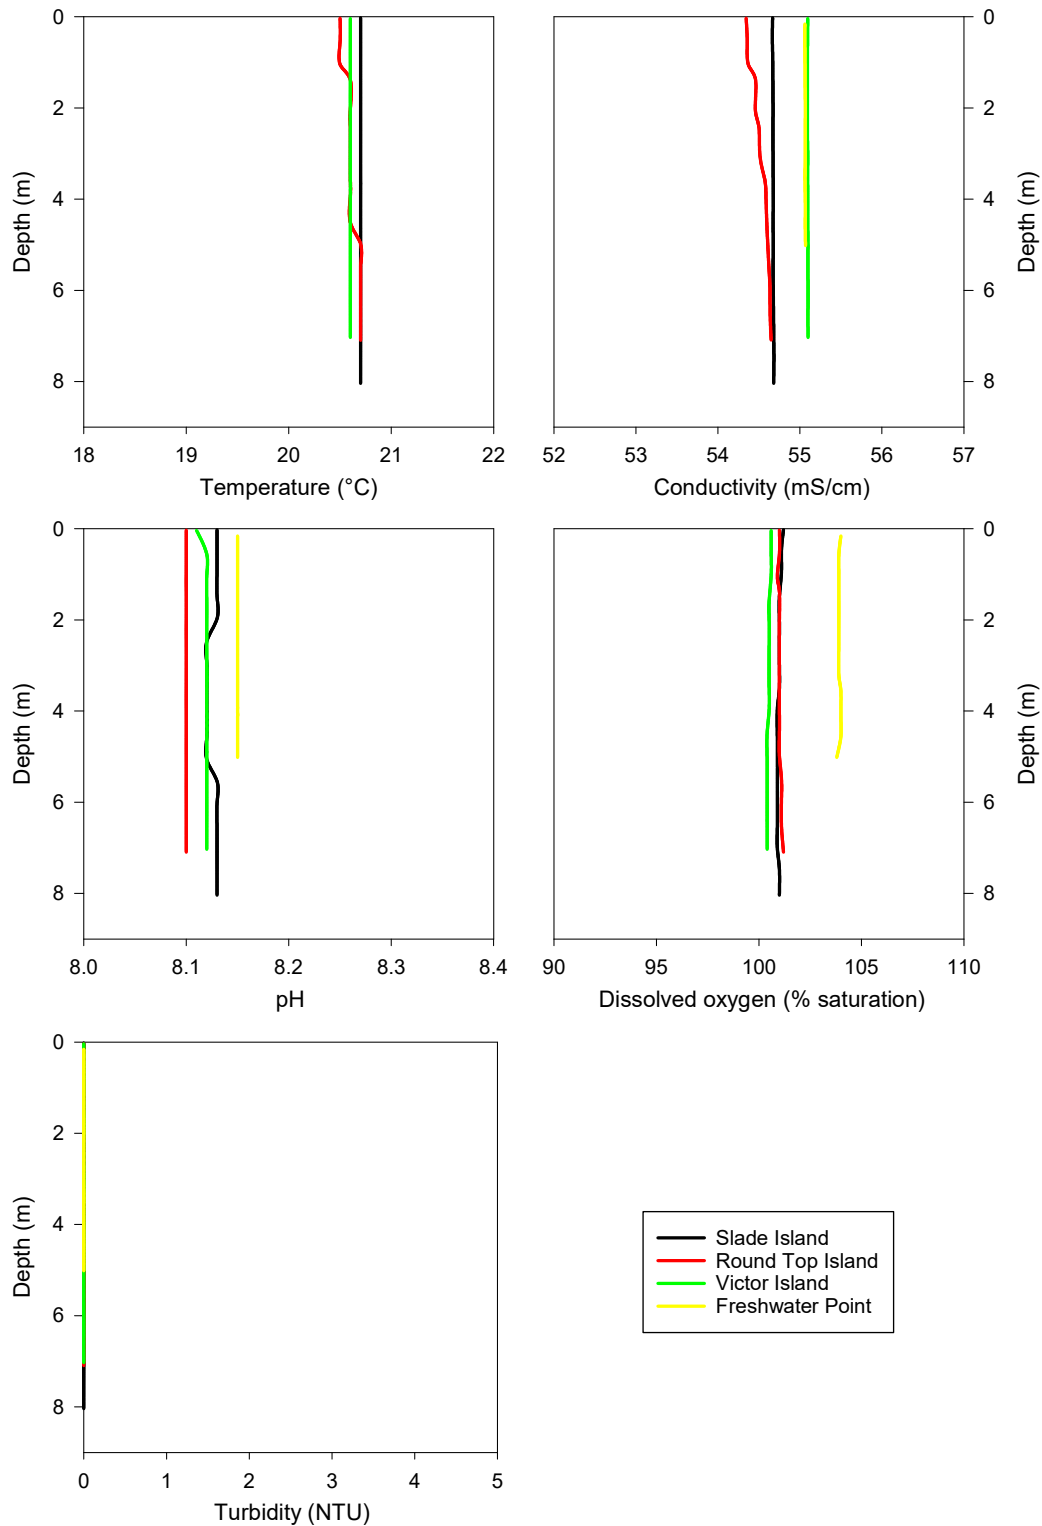 0
2
4
6
8
Depth (m)
18 19 20 21 22
Temperature (°C)
0
2
4
6
8
Depth (m)
52 53 54 55 56 57
Conductivity (mS/cm)
0
2
4
6
8
Depth (m)
8.0 8.1 8.2 8.3 8.4
pH
0
2
4
6
8
Depth (m)
90 95 100 105 110
Dissolved oxygen (% saturation)
0
2
4
6
8
Depth (m)
0 1 2 3 4 5
Turbidity (NTU)
Slade Island
Round Top Island
Victor Island
Freshwater Point